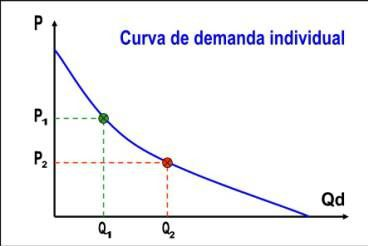 P
Curva de demanda individual
P1
P2
Qd
Q1
Q2